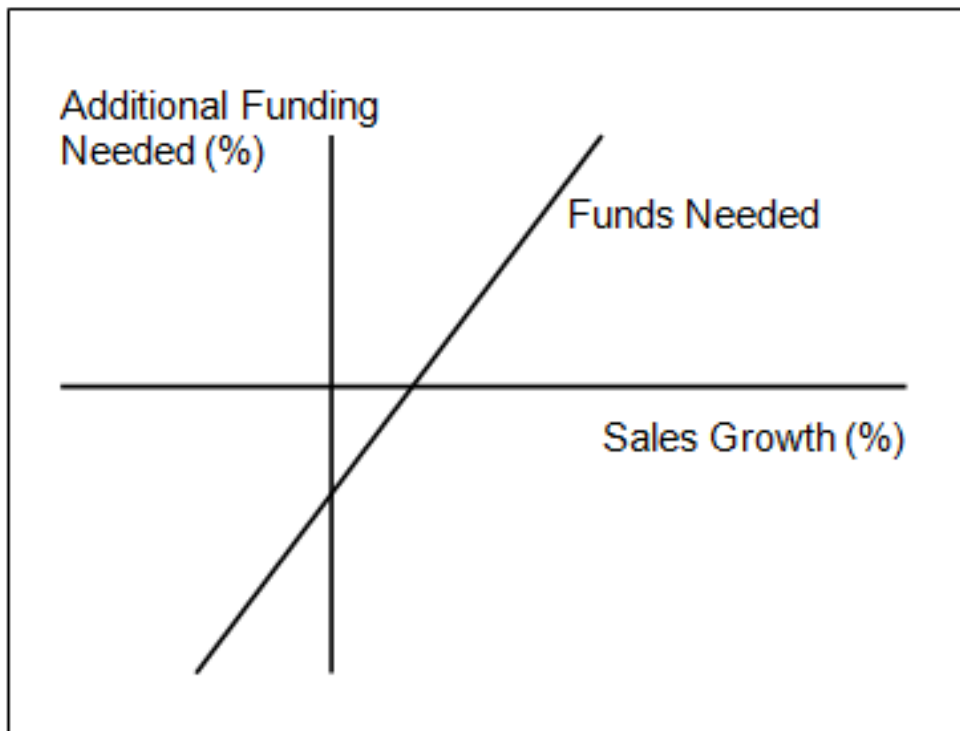 Additional Funding
Needed (%)
Funds Needed
Sales Growth (%)